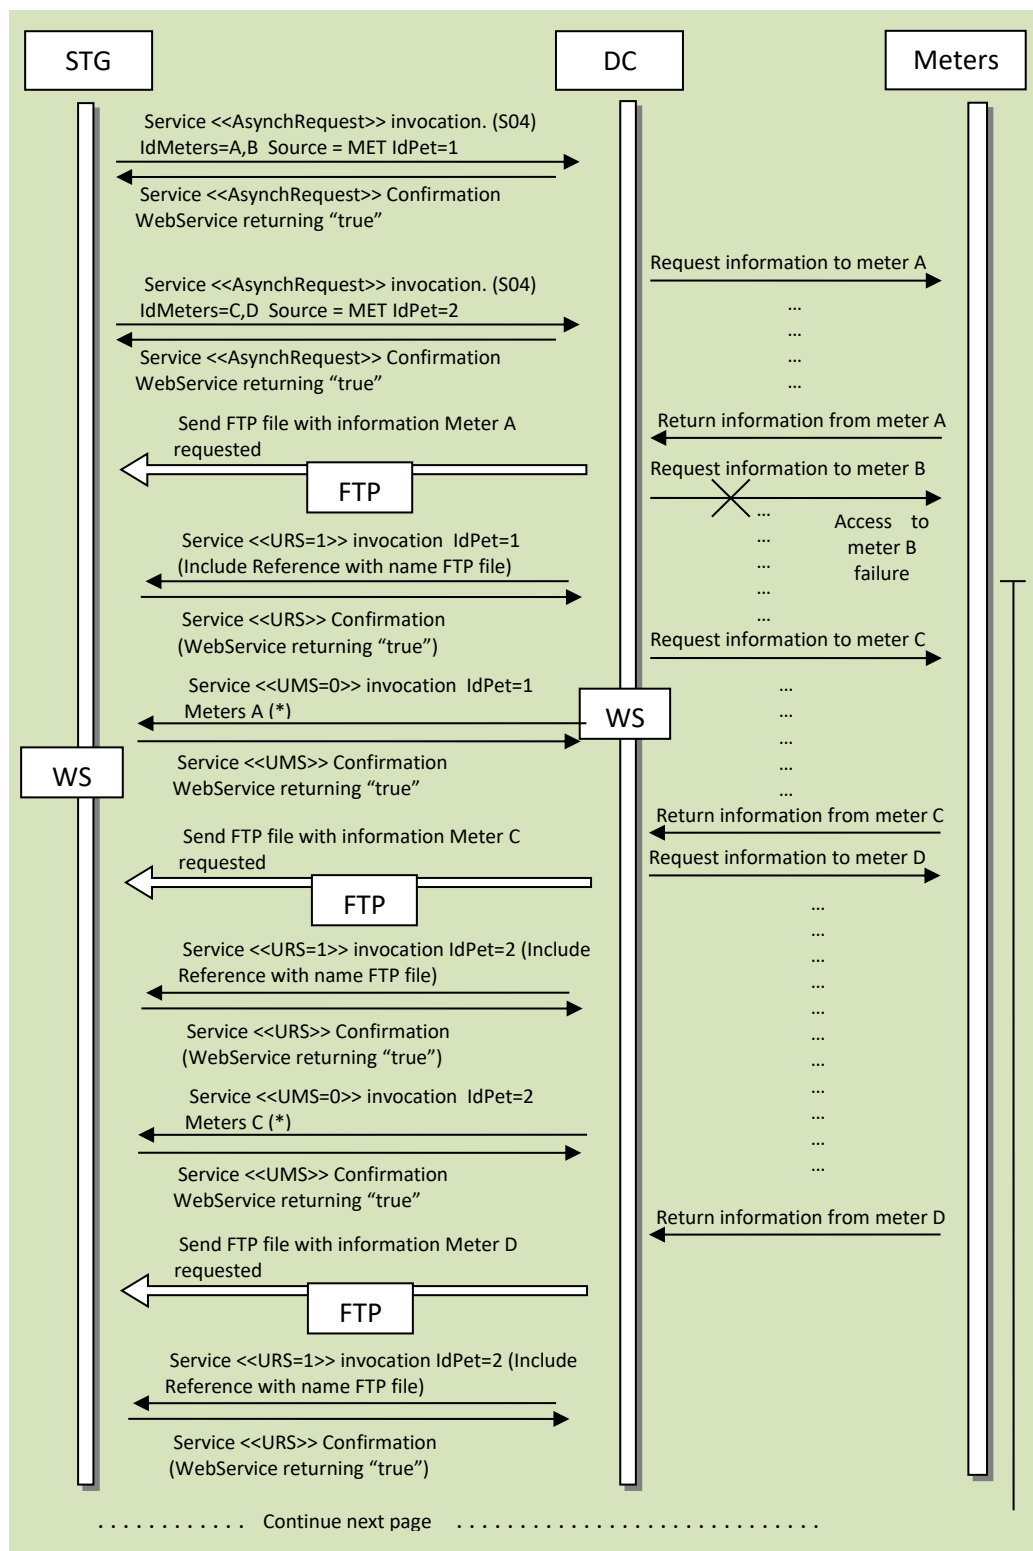 STG
DC
Meters
Service <<AsynchRequest>> invocation. (S04)
IdMeters=A,B Source = MET IdPet=1
Service <<AsynchRequest>> Confirmation
WebService returning “true”
Request information to meter A
Service <<AsynchRequest>> invocation. (S04)
IdMeters=C,D Source = MET IdPet=2
...
...
...
...
Service <<AsynchRequest>> Confirmation
WebService returning “true”
Send FTP file with information Meter A
requested
FTP
Return information from meter A
Request information to meter B
...
...
...
...
...
Access to
meter B
failure
Service <<URS=1>> invocation IdPet=1
(Include Reference with name FTP file)
Service <<URS>> Confirmation
(WebService returning “true”)
Request information to meter C
Service <<UMS=0>> invocation IdPet=1
Meters A (*)
WS
...
...
...
...
...
WS
Service <<UMS>> Confirmation
WebService returning “true”
Return information from meter C
Send FTP file with information Meter C
requested
FTP
Request information to meter D
...
...
...
...
...
...
...
...
...
...
...
Service <<URS=1>> invocation IdPet=2 (Include
Reference with name FTP file)
Service <<URS>> Confirmation
(WebService returning “true”)
Service <<UMS=0>> invocation IdPet=2
Meters C (*)
Service <<UMS>> Confirmation
WebService returning “true”
Return information from meter D
Send FTP file with information Meter D
requested
FTP
Service <<URS=1>> invocation IdPet=2 (Include
Reference with name FTP file)
Service <<URS>> Confirmation
(WebService returning “true”)
. . . . . . . . . . . . Continue next page . . . . . . . . . . . . . . . . . . . . . . . . . . . . .